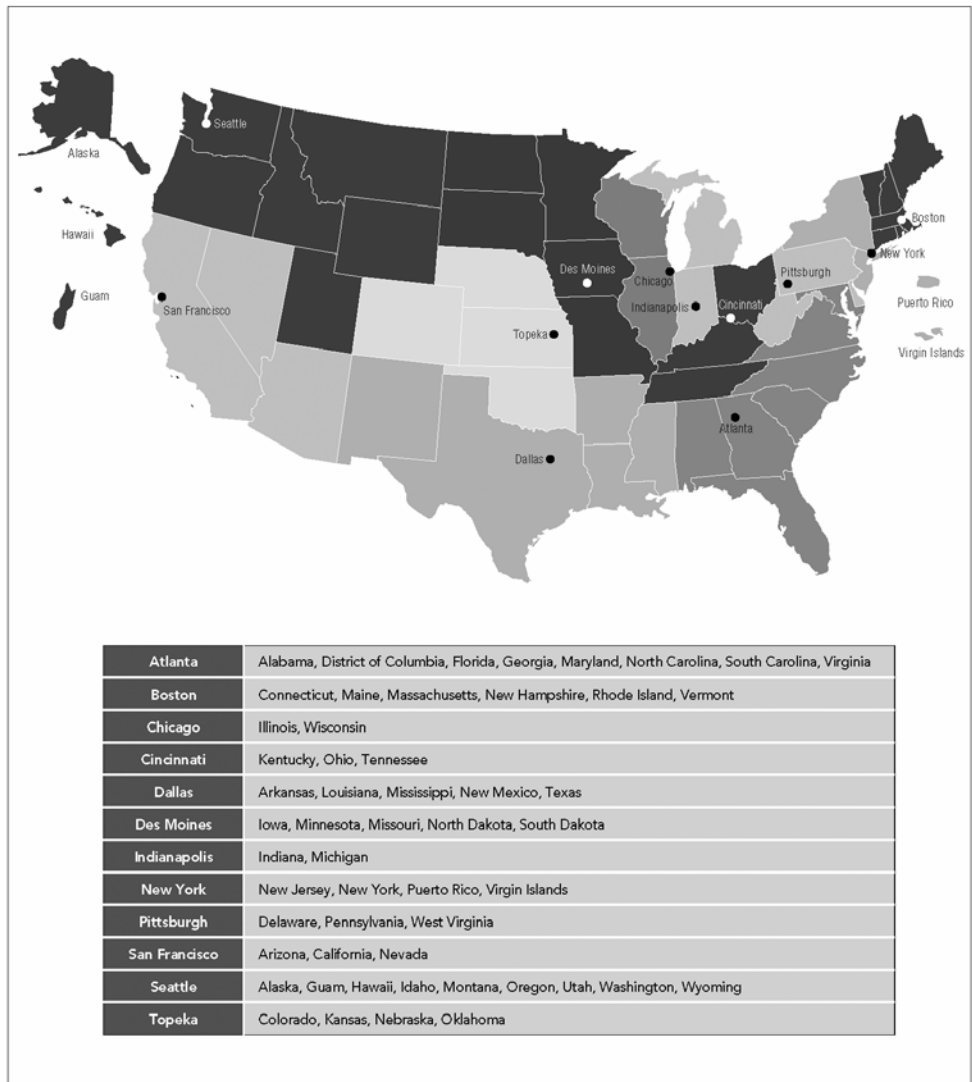 Seattle
Alaska
Boston
Hawaii
New York
Des Moines
Pittsburgh
Chicago
Guam
Puerto Rico
San Francisco
Indianapolis
Cincinnati
Topeka
Virgin Islands
Atlanta
Dallas
Atlanta Alabama, District of Columbia, Florida, Georgia, Maryland, North Carolina, South Carolina, Virginia
Boston Connecticut, Maine, Massachusetts, New Hampshire, Rhode Island, Vermont
Chicago Illinois, Wisconsin
Cincinnati Kentucky, Ohio, Tennessee
Dallas Arkansas, Louisiana, Mississippi, New Mexico, Texas
Des Moines Iowa, Minnesota, Missouri, North Dakota, South Dakota
Indianapolis Indiana, Michigan
New York New Jersey, New York, Puerto Rico, Virgin Islands
Pittsburgh Delaware, Pennsylvania, West Virginia
San Francisco Arizona, California, Nevada
Seattle Alaska, Guam, Hawaii, Idaho, Montana, Oregon, Utah, Washington, Wyoming
Topeka Colorado, Kansas, Nebraska, Oklahoma